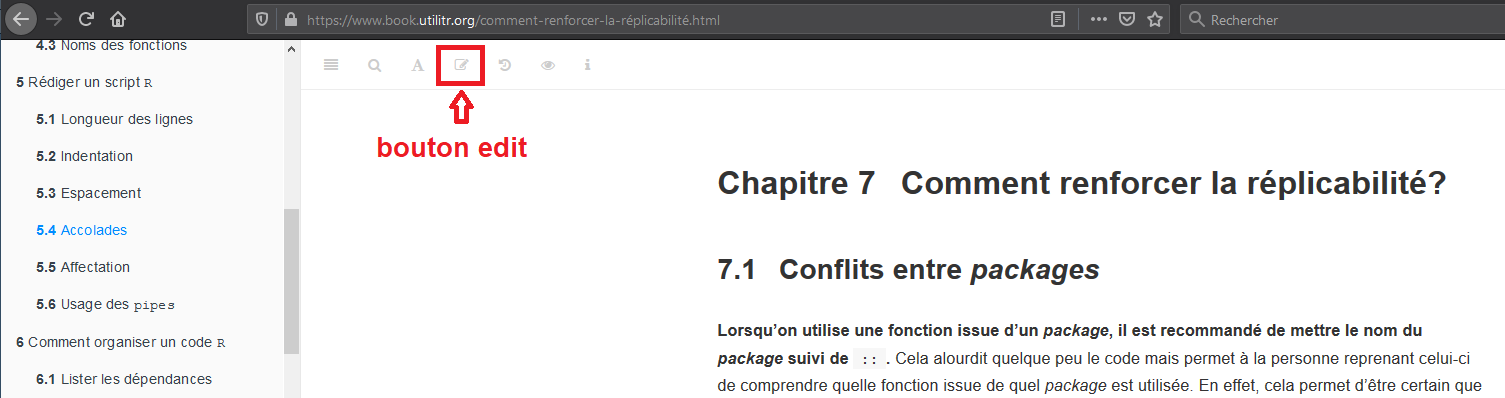 https://www.book.utilitr.org/comment-renforcer-la-réplicabilité.html
Rechercher
4.3 Noms des fonctions
5 Rédiger un script R
5.1 Longueur des lignes
5.2 Indentation
5.3 Espacement
5.4 Accolades
5.5 Affectation
5.6 Usage des pipes
6 Comment organiser un code R
6.1 Lister les dépendances
A
i
bouton edit
Chapitre 7 Comment renforcer la réplicabilité?
7.1 Conflits entre packages
Lorsqu’on utilise une fonction issue d’un package, il est recommandé de mettre le nom du
package suivi de ::. Cela alourdit quelque peu le code mais permet à la personne reprenant celui-ci
de comprendre quelle fonction issue de quel package est utilisée. En effet, cela permet d’être certain que